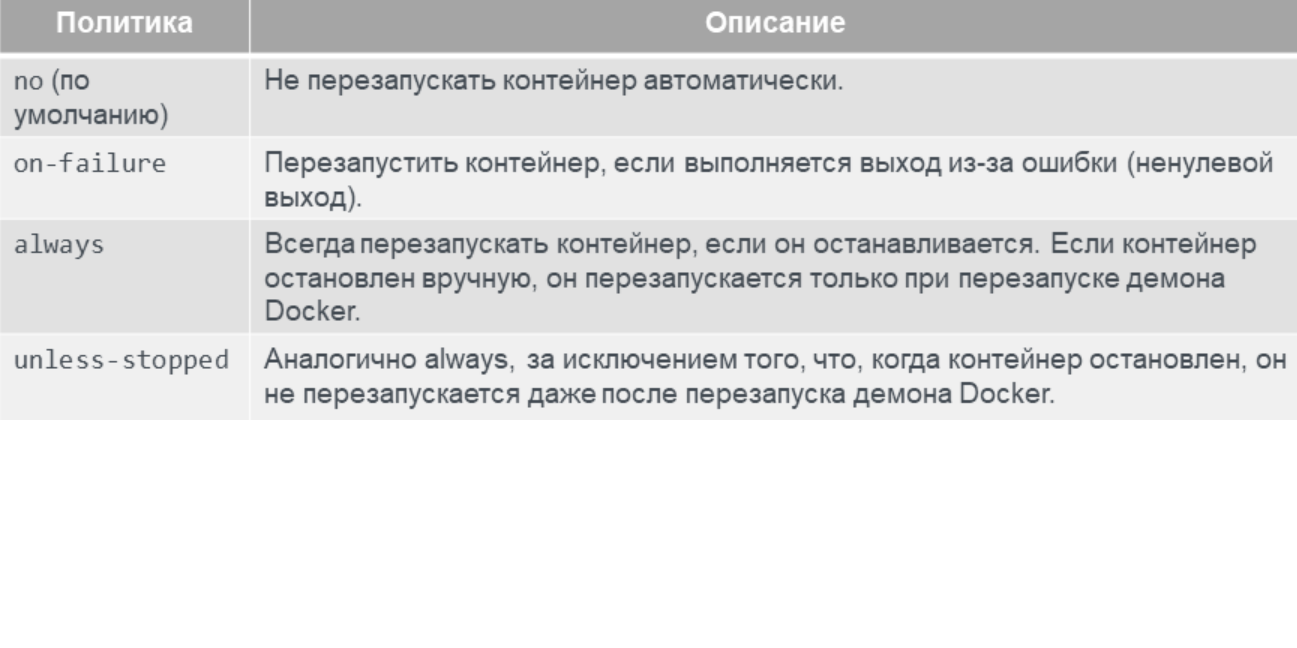 Политика
Описание
no (по
умолчанию)
Не перезапускать контейнер автоматически.
on-failure
Перезапустить контейнер, если выполняется выход из-за ошибки (ненулевой
выход).
always
Всегда перезапускать контейнер, если он останавливается. Если контейнер
остановлен вручную, он перезапускается только при перезапуске демона
Docker.
unless-stopped
Аналогично always, за исключением того, что, когда контейнер остановлен, он
не перезапускается даже после перезапуска демона Docker.